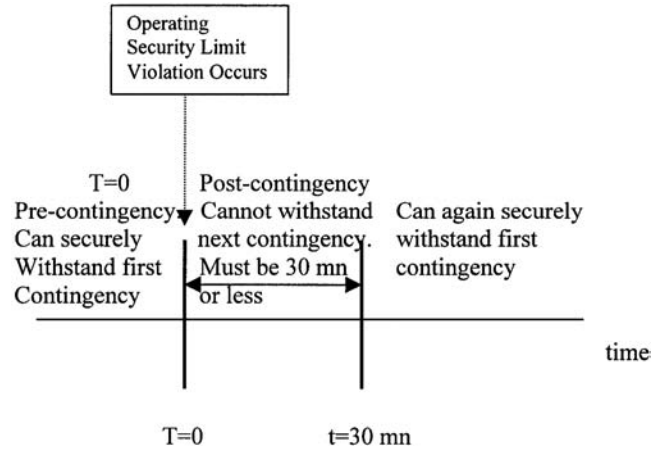 Operating
Security Limit
Violation Occurs
T=0
Pre-contingency
Can securely
Withstand first
Contingency
Post-contingency
Cannot withstand
next contingency.
Must be 30 mn
or less
Can again securely
withstand first
contingency
time
T=0
t=30 mn